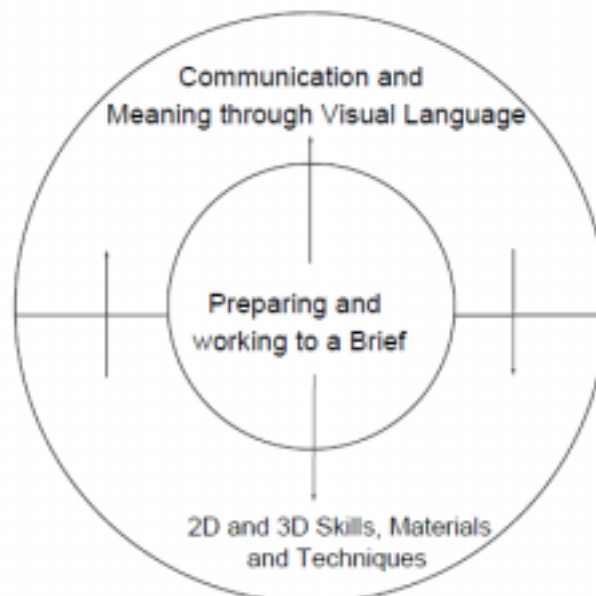 Communication and
Meaning through Visual Language
Preparing and
working to a Brief
2D and 3D Skills, Materials
and Techniques